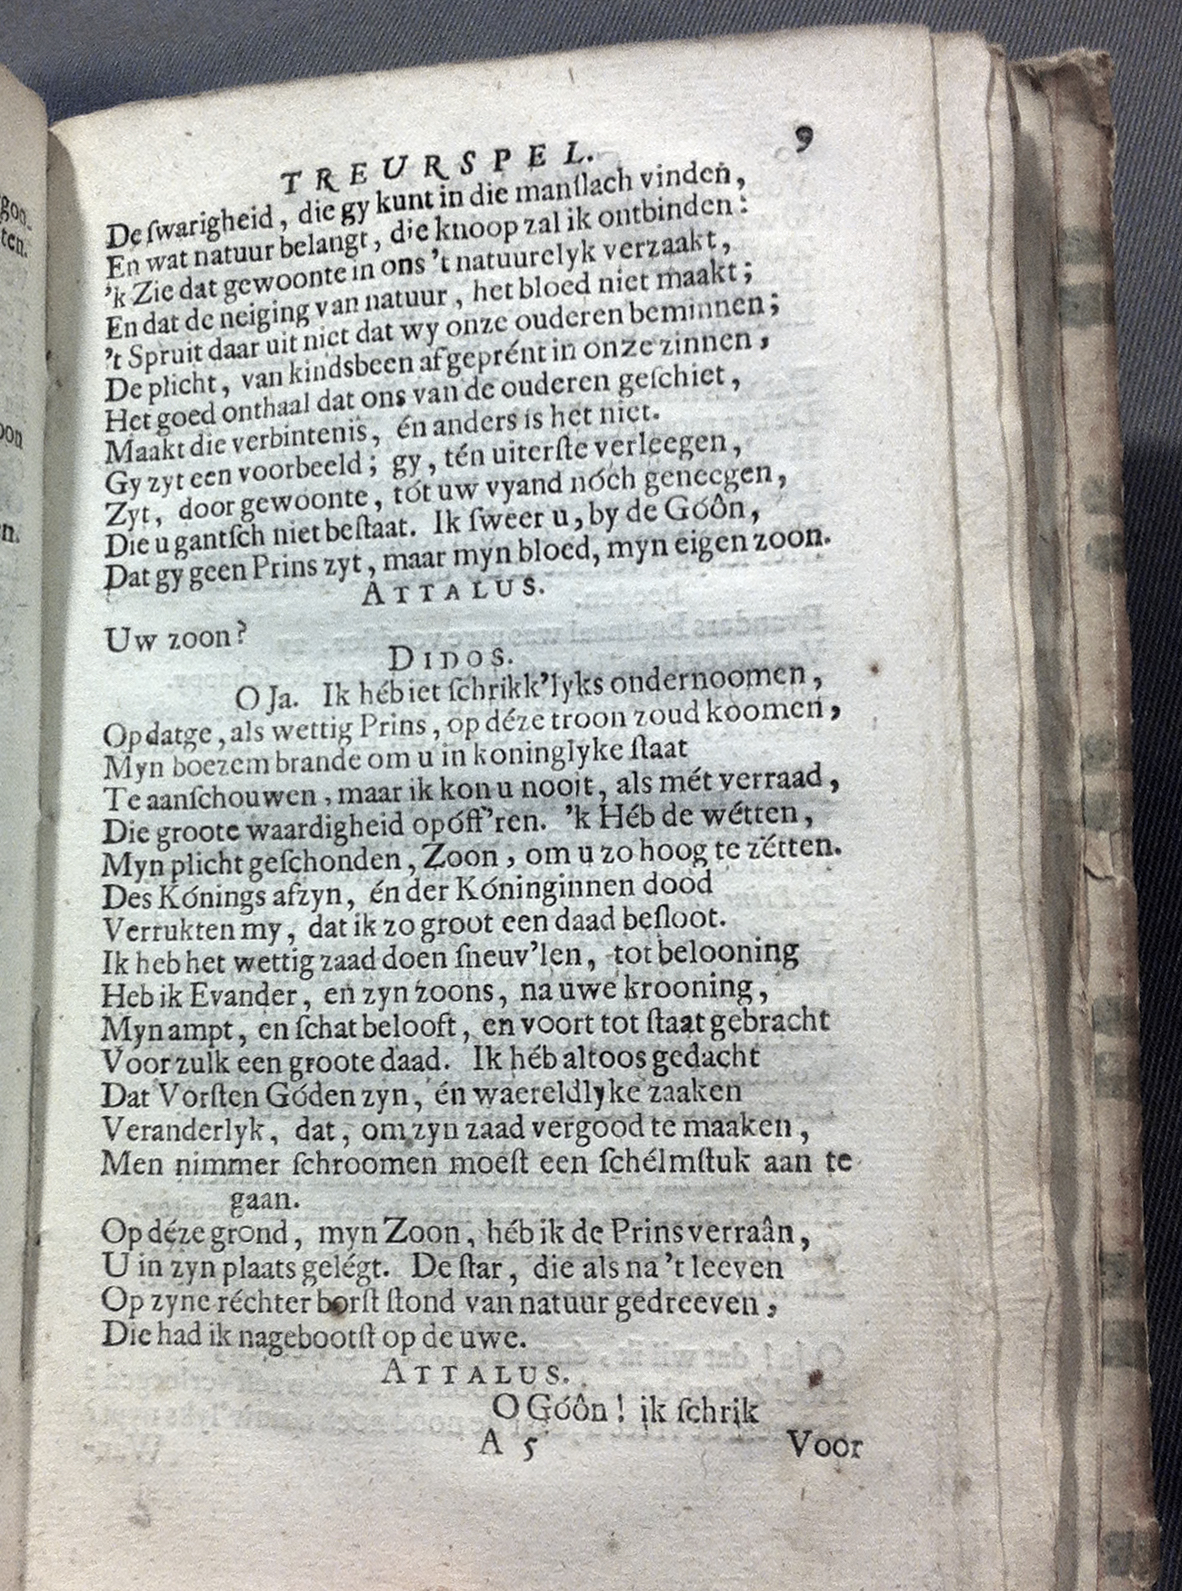 TREURSPEL. 9
De ſwarigheid, die gy kunt in die manſlach vinden,
En wat natuur belangt, die knoop zal ik ontbinden:
'k Zie dat gewoonte in ons 't natuurelyk verzaakt,
En dat de neiging van natuur, het bloed niet maakt;
't Spruit daar uit niet dat wy onze ouderen beminnen;
De plicht, van kindsbeen af geprént in onze zinnen,
Het goed onthaal dat ons van de ouderen geſchiet,
Maakt die verbintenis, én anders is het niet.
Gy zyt een voorbeeld; gy, tén uiterſte verleegen,
Zyt, door gewoonte, tót uw vyand nóch geneegen,
Die u gantſch niet beſtaat. Ik ſweer u, by de Góôn,
Dat gy geen Prins zyt, maar myn bloed, myn eigen zoon.
ATTALUS.
Uw zoon?
DIDOS.
O Ja. Ik héb iet ſchrikk'lyks ondernoomen,
Op datge, als wettig Prins, op déze troon zoud koomen,
Myn boezem brande om u in koninglyke ſtaat
Te aanſchouwen, maar ik kon u nooit, als mét verraad,
Die groote waardigheid opóff'ren. 'k Héb de wétten,
Myn plicht geſchonden, Zoon, om u zo hoog te zétten.
Des Kónings afzyn, én der Kóninginnen dood
Verrukten my, dat ik zo groot een daad beſloot.
Ik heb het wettig zaad doen ſneuv'len, tot belooning
Heb ik Evander, en zyn zoons, na uwe krooning,
Myn ampt, en ſchat belooft, en voort tot ſtaat gebracht
Voor zulk een groote daad. Ik héb altoos gedacht
Dat Vorſten Góden zyn, én waereldlyke zaaken
Veranderlyk, dat, om zyn zaad vergood te maaken,
Men nimmer ſchroomen moeſt een ſchélmſtuk aan te
gaan.
Op déze grond, myn Zoon, héb ik de Prins verraân,
U in zyn plaats gelégt. De ſtar, die als na 't leeven
Op zyne réchter borſt ſtond van natuur gedreeven,
Die had ik nagebootſt op de uwe.
ATTALUS.
O Góôn! ik ſchrik
A 5 Voor